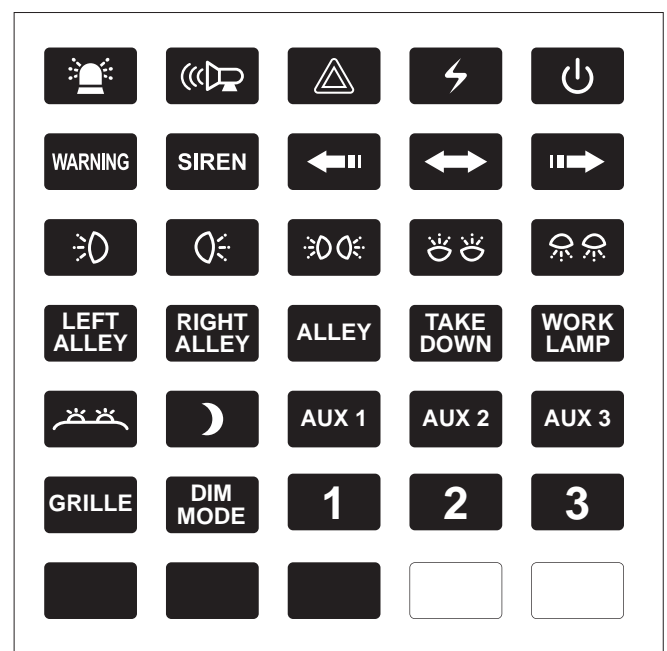 WARNING
SIREN
LEFT
ALLEY
RIGHT
ALLEY
ALLEY
TAKE
DOWN
WORK
LAMP
AUX 1
AUX 2
AUX 3
GRILLE
DIM
MODE
1
2
3